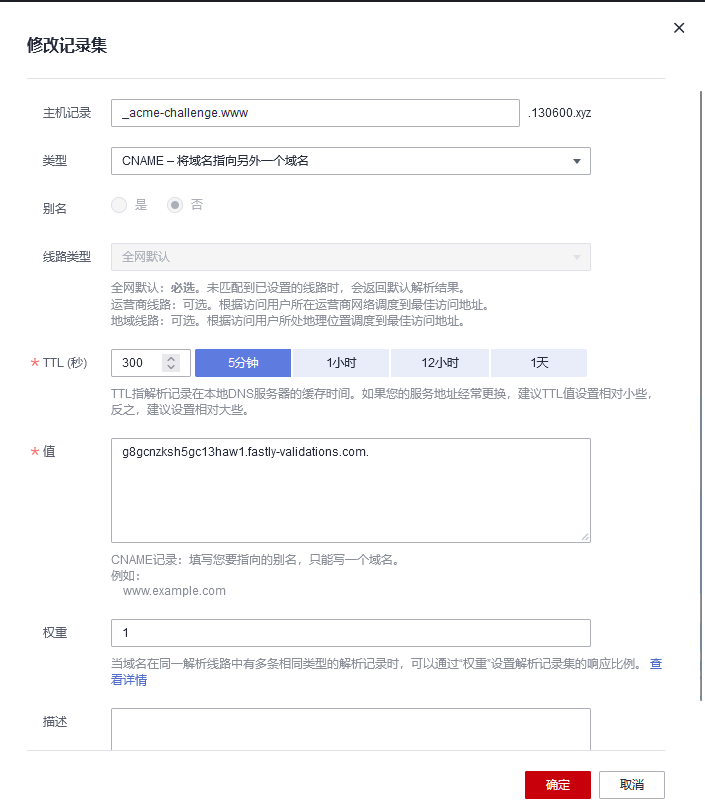 修改记录集
主机记录
_acme-challenge.www
.130600.xyz
类型
CNAME – 将域名指向另外一个域名
别名
是
否
线路类型
全网默认
全网默认：必选。未匹配到已设置的线路时，会返回默认解析结果。
运营商线路：可选。根据访问用户所在运营商网络调度到最佳访问地址。
地域线路：可选。根据访问用户所处地理位置调度到最佳访问地址。
* TTL (秒)
300
5分钟
1小时
12小时
1天
TTL指解析记录在本地DNS服务器的缓存时间。如果您的服务地址经常更换，建议TTL值设置相对小些，
反之，建议设置相对大些。
* 值
g8gcnzksh5gc13haw1.fastly-validations.com.
CNAME记录：填写您要指向的别名，只能写一个域名。
例如：
www.example.com
权重
1
当域名在同一解析线路中有多条相同类型的解析记录时，可以通过“权重”设置解析记录集的响应比例。 查
看详情
描述
确定
取消